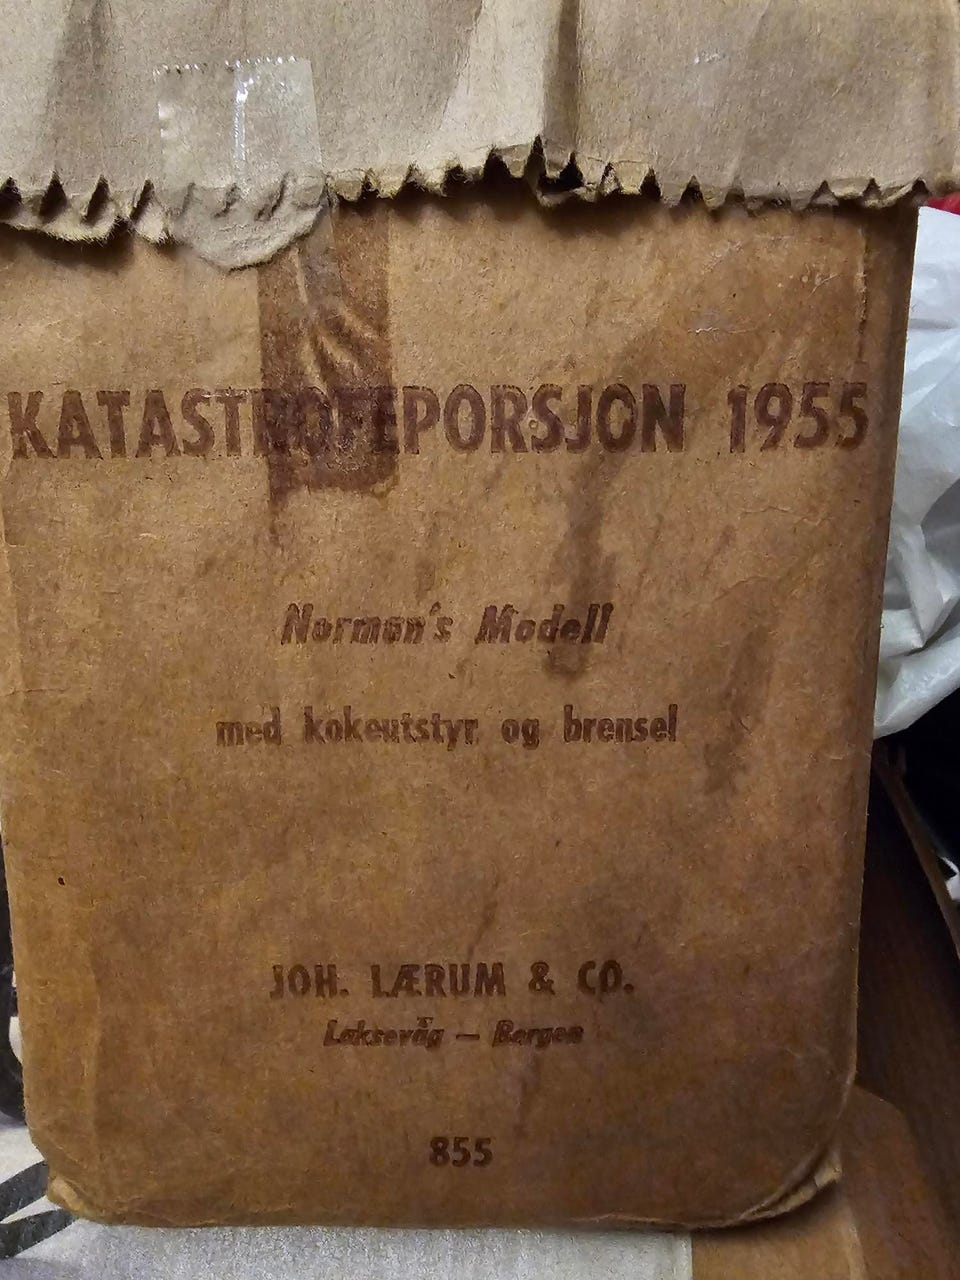 KATASTROFEPORSJON 1955
Norman's Modell
med kokeutstyr og brensel
JOH. LÆRUM & CO.
Laksevåg — Bergen
855